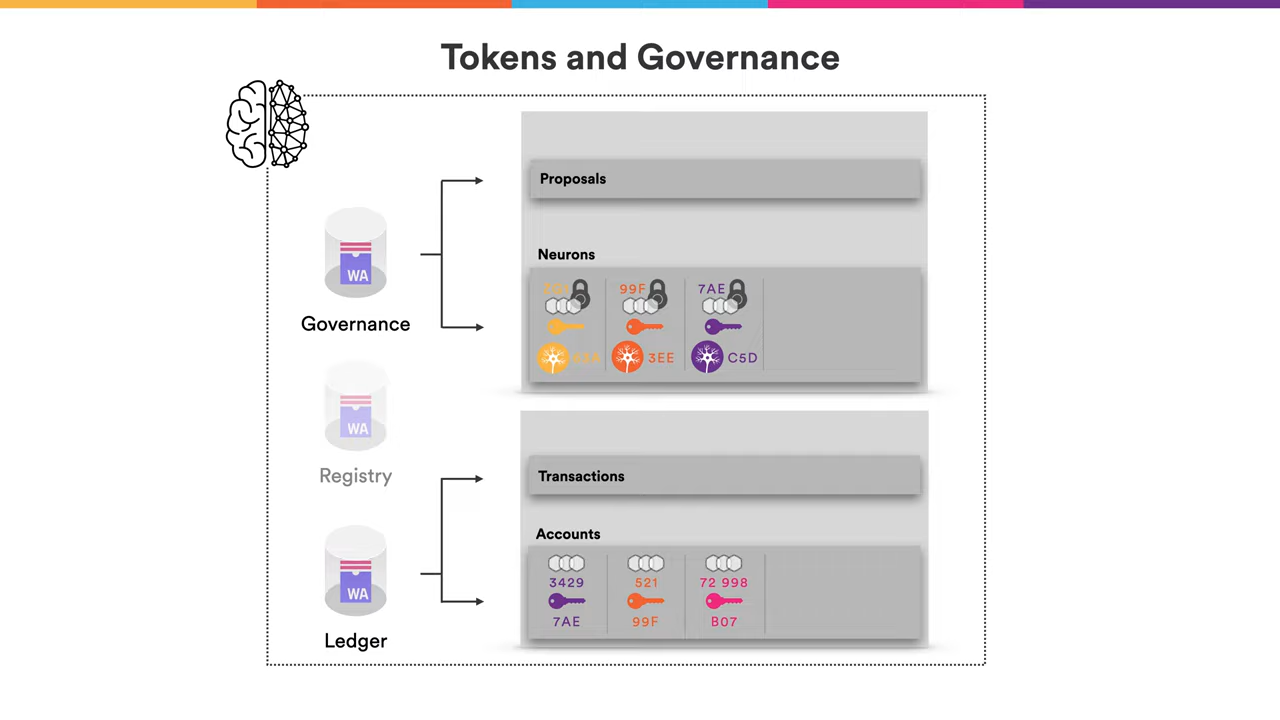 Tokens and Governance
WA
Governance
WA
Registry
WA
Ledger
Proposals
Neurons
99F 7AE
3EE C5D
Transactions
Accounts
3429 521 72 998
7AE 99F B07